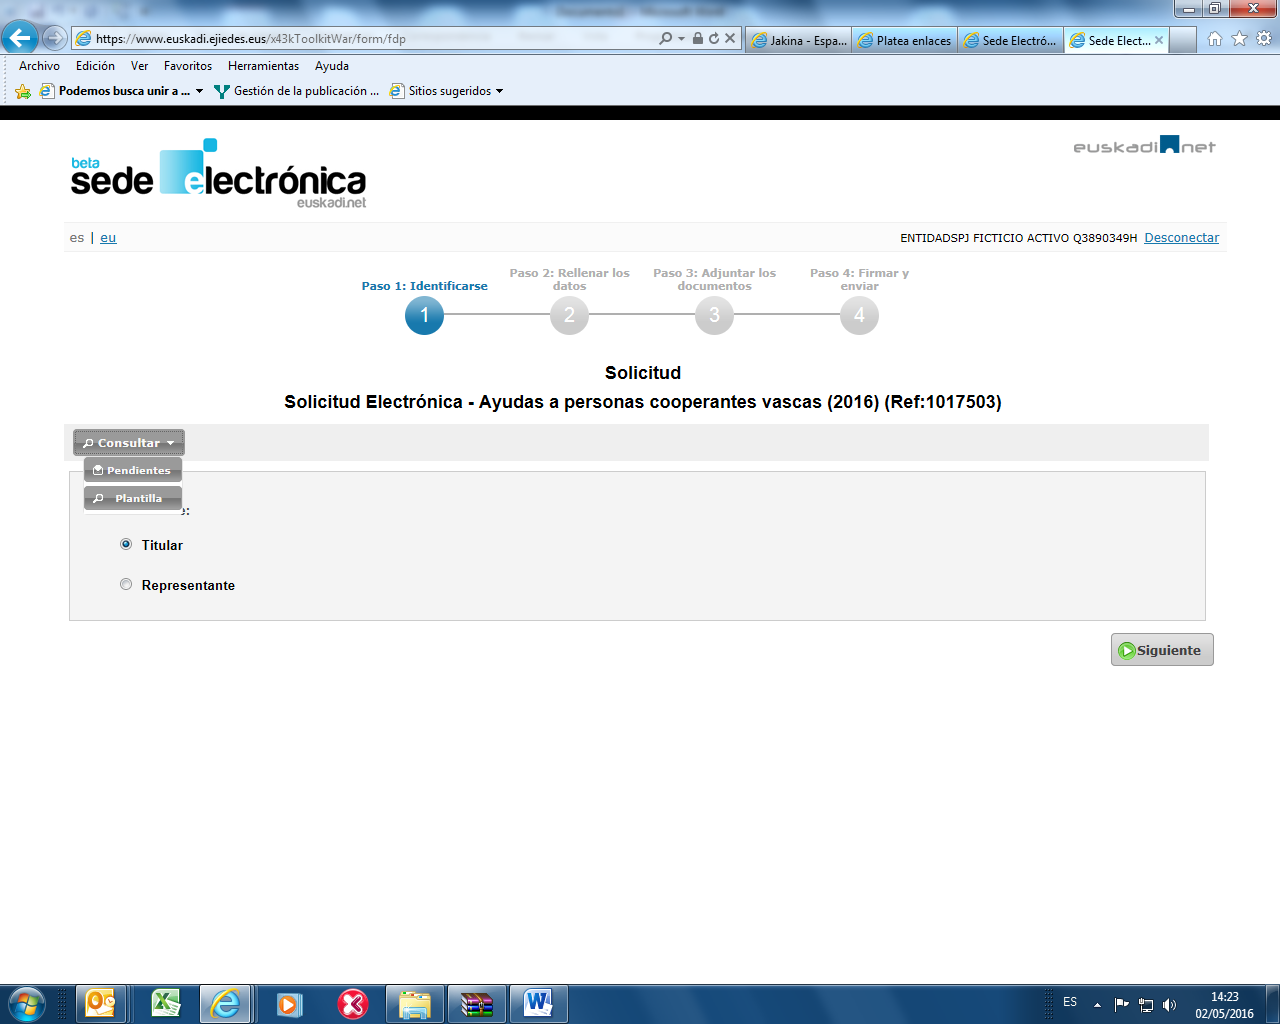 https://www.euskadi.ejiedes.eus/x43kToolkitWar/form/fdp
Jakina - Espa...
Platea enlaces
Sede Electró...
Sede Elect...
Archivo Edición Ver Favoritos Herramientas Ayuda
Podemos busca unir a ... Gestión de la publicación ... Sitios sugeridos
beta
sede electrónica
euskadi.net
euskadi net
es | eu
ENTIDADSPJ FICTICIO ACTIVO Q3890349H Desconectar
Paso 1: Identificarse
Paso 2: Rellenar los
datos
Paso 3: Adjuntar los
documentos
Paso 4: Firmar y
enviar
1 2 3 4
Solicitud
Solicitud Electrónica - Ayudas a personas cooperantes vascas (2016) (Ref:1017503)
Consultar
Pendientes
Plantilla
Titular
Representante
Siguiente
ES
14:23
02/05/2016